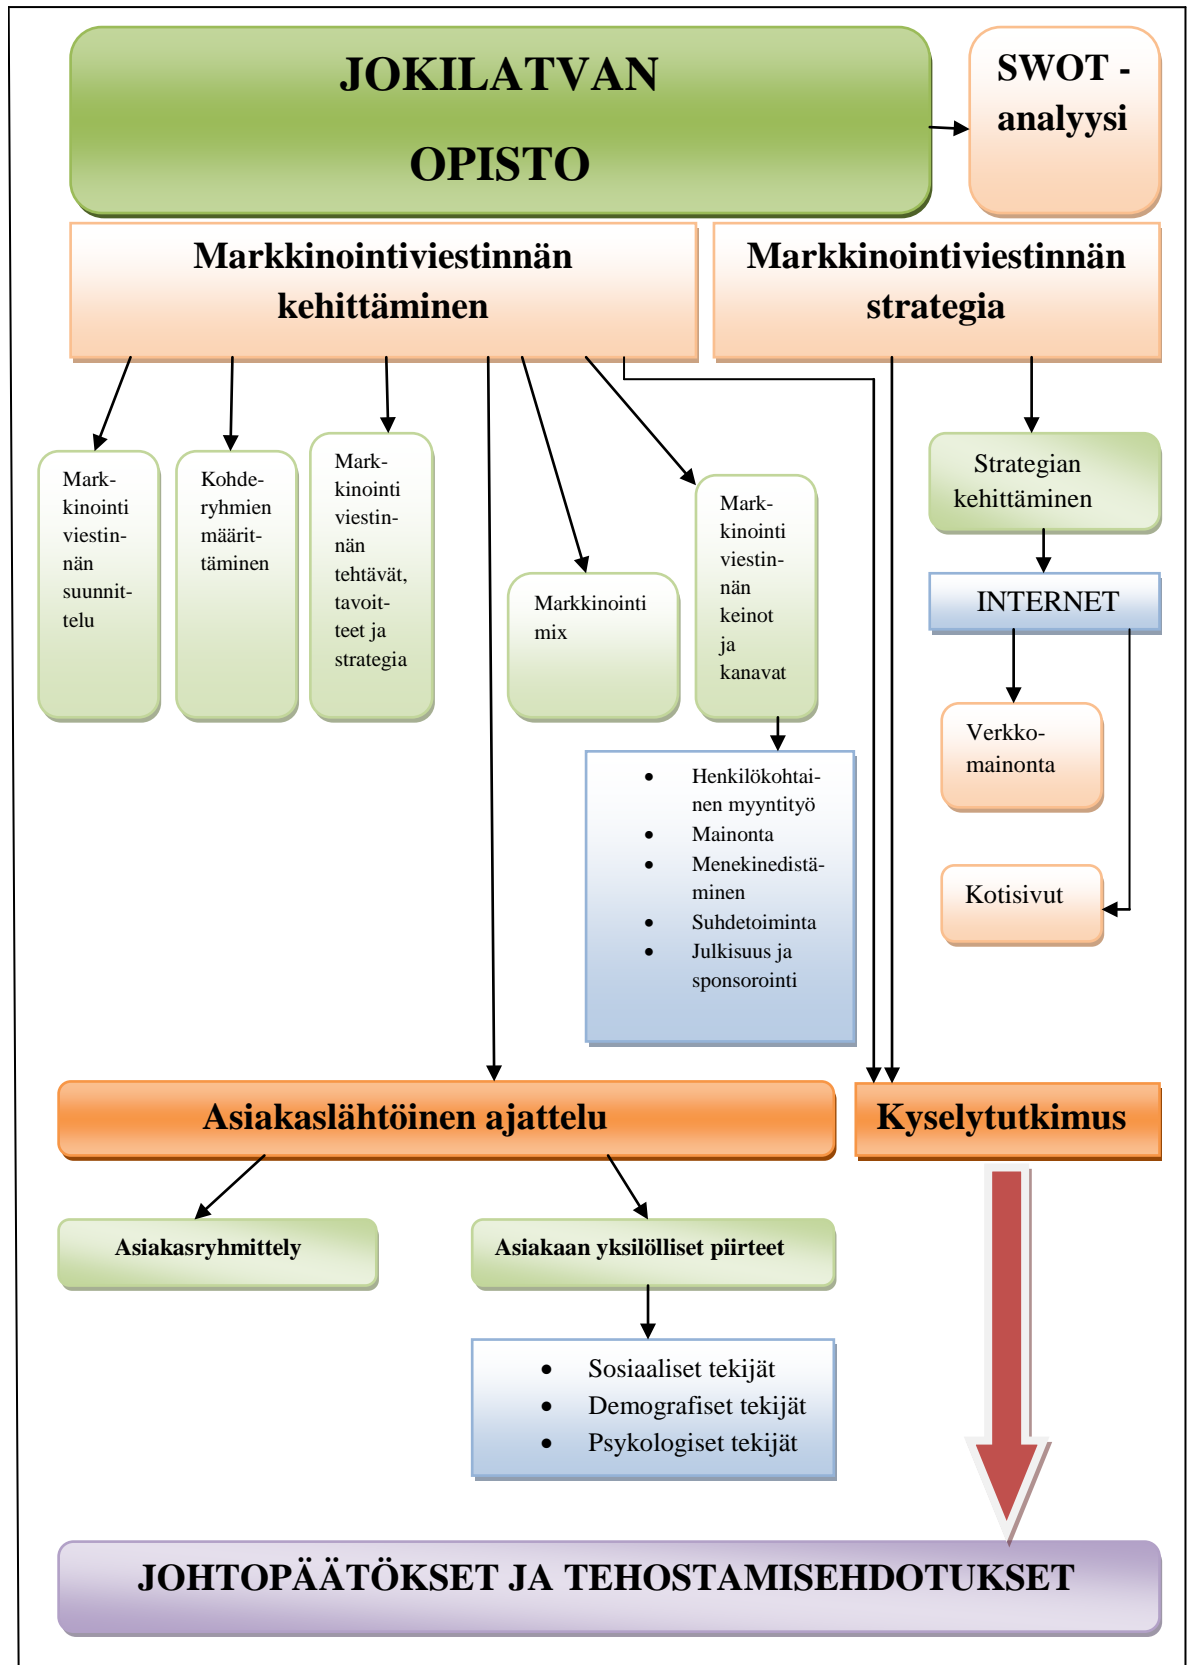 JOKILATVAN
OPISTO
SWOT -
analyysi
Markkinointiviestinnän
kehittäminen
Markkinointiviestinnän
strategia
Mark-
kinointi
viestin-
nän
suunnit-
telu
Kohde-
ryhmien
määrit-
täminen
Mark-
kinointi
viestin-
nän
tehtävät,
tavoit-
teet ja
strategia
Markkinointi
mix
Mark-
kinointi
viestin-
nän
keinot
ja
kanavat
Strategian
kehittäminen
INTERNET
Verkko-
mainonta
Kotisivut
• Henkilökohtai-
nen myyntityö
• Mainonta
• Menekinedistä-
minen
• Suhdetoiminta
• Julkisuus ja
sponsorointi
Asiakaslähtöinen ajattelu
Kyselytutkimus
Asiakasryhmittely
Asiakaan yksilölliset piirteet
• Sosiaaliset tekijät
• Demografiset tekijät
• Psykologiset tekijät
JOHTOPÄÄTÖKSET JA TEHOSTAMISEHDOTUKSET